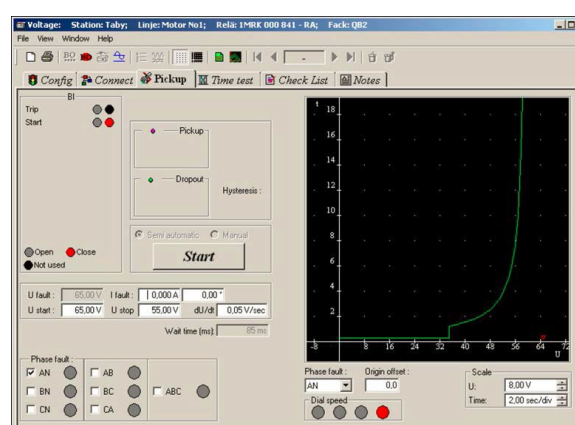 Voltage: Station: Taby; Linje: Motor No1; Relä: 1MRK 000 841 - RA; Fack: QB2
File View Window Help
BO
-
Config Connect Pickup Time test Check List Notes
BI
Trip
Start
Open Close
Not used
Pickup
Dropout
Hysteresis :
Semi automatic Manual
Start
U fault : 65,00 V I fault : 0,000 A 0,00 °
U start : 65,00 V U stop 55,00 V dU/dt 0,05 V/sec
Wait time (ms): 85 ms
Phase fault :
AN AB
BN BC ABC
CN CA
t
18
16
14
12
10
8
6
4
2
-8 8 16 24 32 40 48 56 64 72
U
Phase fault : Origin offset :
AN 0,0
Dial speed
Scale
U: 8,00 V
Time: 2,00 sec/div